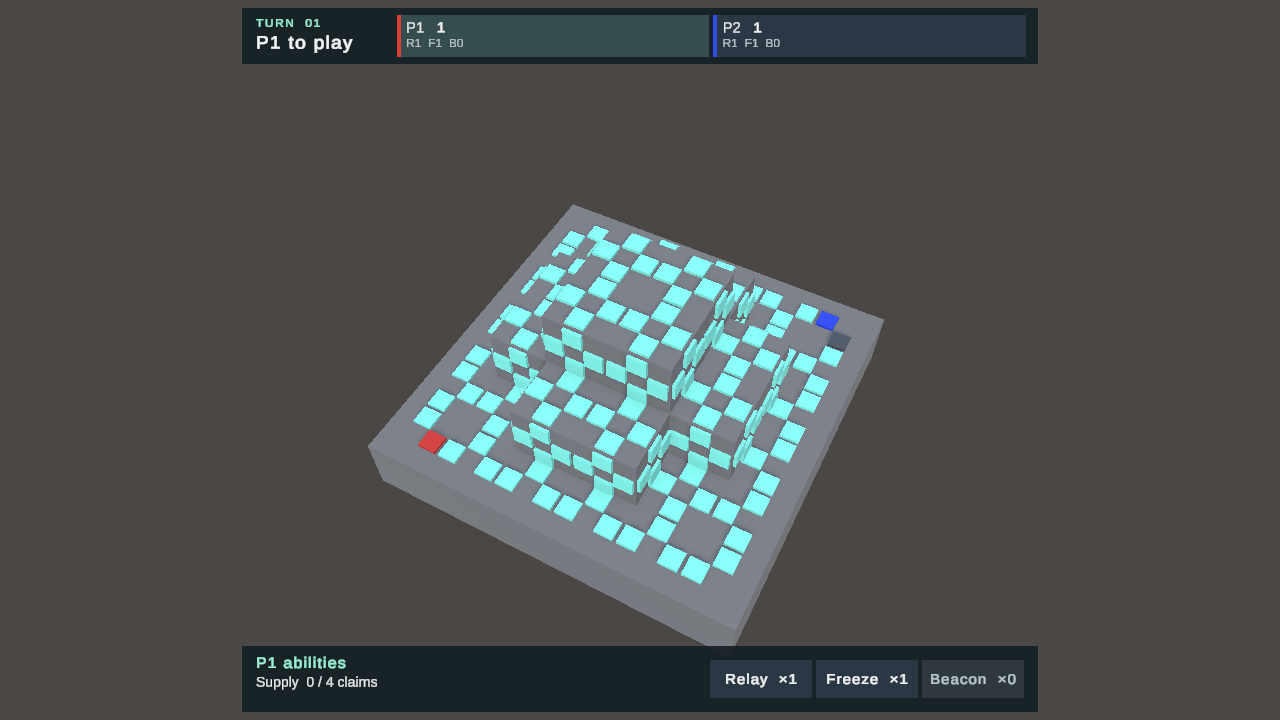 TURN 01
P1 to play
P1 1
R1 F1 B0
P2 1
R1 F1 B0
P1 abilities
Supply 0 / 4 claims
Relay ×1
Freeze ×1
Beacon ×0